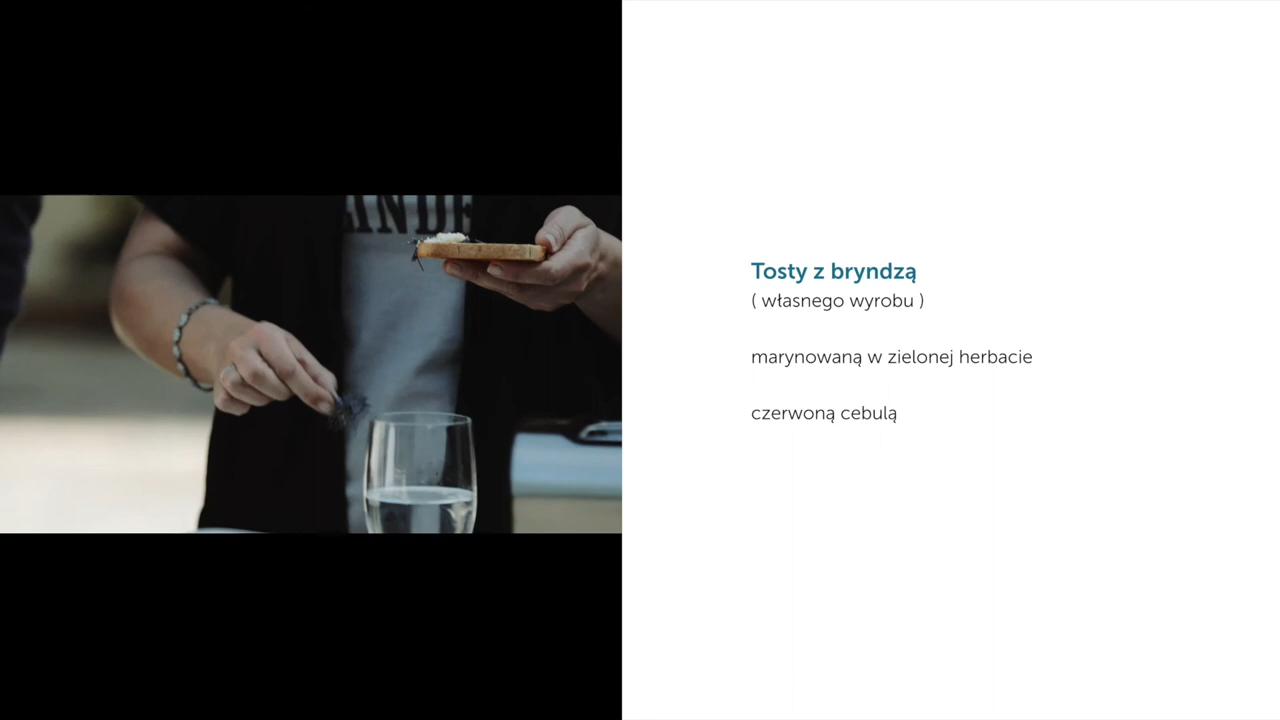 Tosty z bryndzą
( własnego wyrobu )
marynowaną w zielonej herbacie
czerwoną cebulą